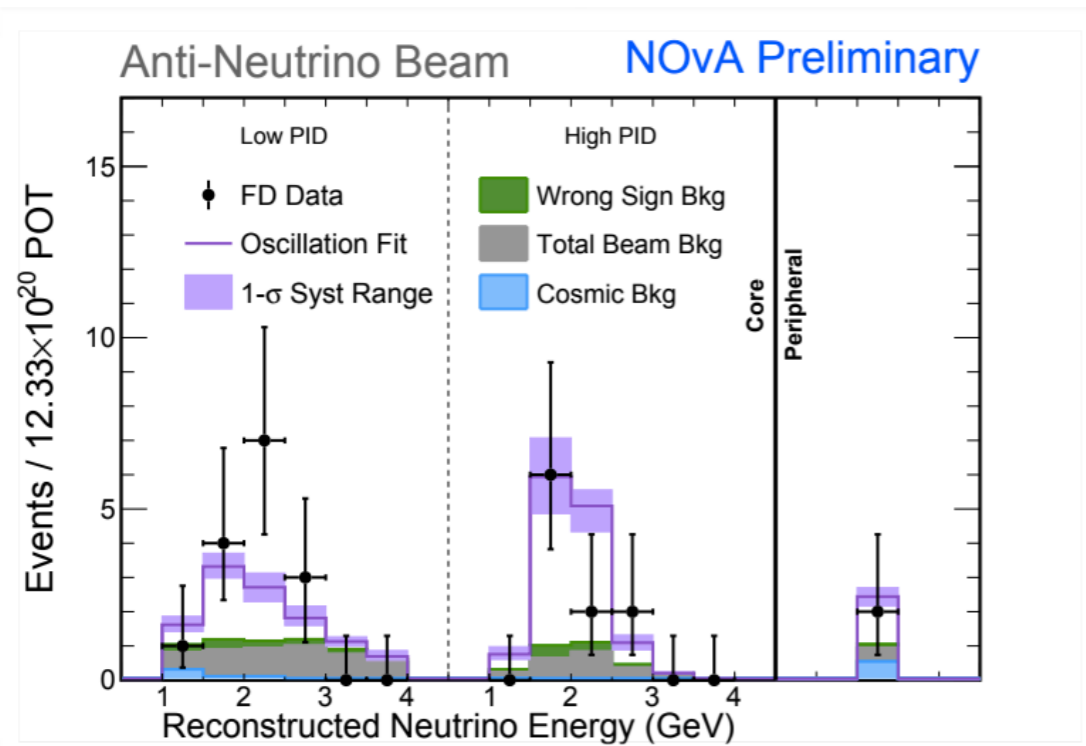 Anti-Neutrino Beam
NOvA Preliminary
Low PID
High PID
FD Data
Oscillation Fit
1-σ Syst Range
Wrong Sign Bkg
Total Beam Bkg
Cosmic Bkg
Core
Peripheral
Events / 12.33×10²⁰ POT
15
10
5
0
1 2 3 4 1 2 3 4
Reconstructed Neutrino Energy (GeV)